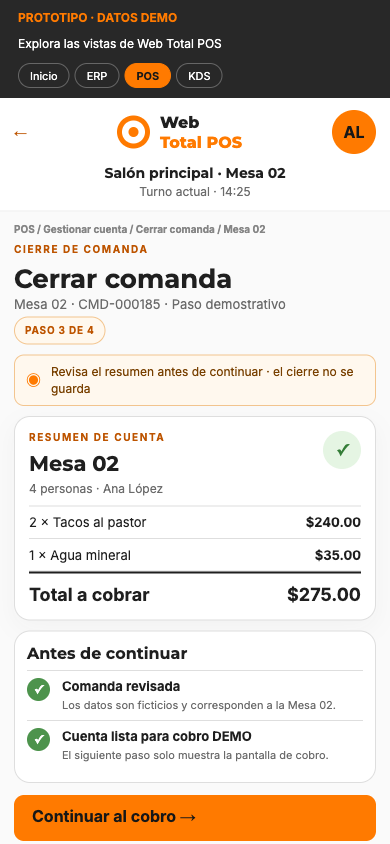 PROTOTIPO · DATOS DEMO
Explora las vistas de Web Total POS
Inicio ERP POS KDS
←
Web
Total POS
AL
Salón principal · Mesa 02
Turno actual · 14:25
POS / Gestionar cuenta / Cerrar comanda / Mesa 02
CIERRE DE COMANDA
Cerrar comanda
Mesa 02 · CMD-000185 · Paso demostrativo
PASO 3 DE 4
Revisa el resumen antes de continuar · el cierre no se
guarda
RESUMEN DE CUENTA
Mesa 02
4 personas · Ana López
✓
2 × Tacos al pastor $240.00
1 × Agua mineral $35.00
Total a cobrar $275.00
Antes de continuar
✓ Comanda revisada
Los datos son ficticios y corresponden a la Mesa 02.
✓ Cuenta lista para cobro DEMO
El siguiente paso solo muestra la pantalla de cobro.
Continuar al cobro →